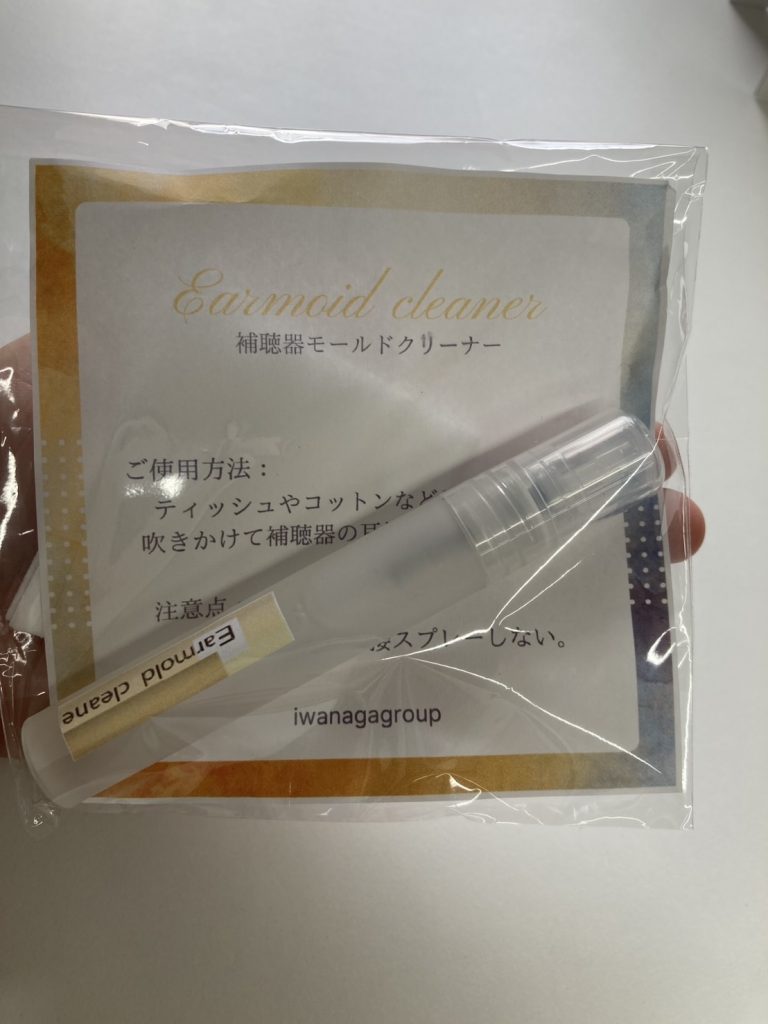 Earmoid cleaner
補聴器モールドクリーナー
ご使用方法：
ティッシュやコットンなど
吹きかけて補聴器の耳
注意点
スプレーしない。
Earmold cleane
iwanagagroup